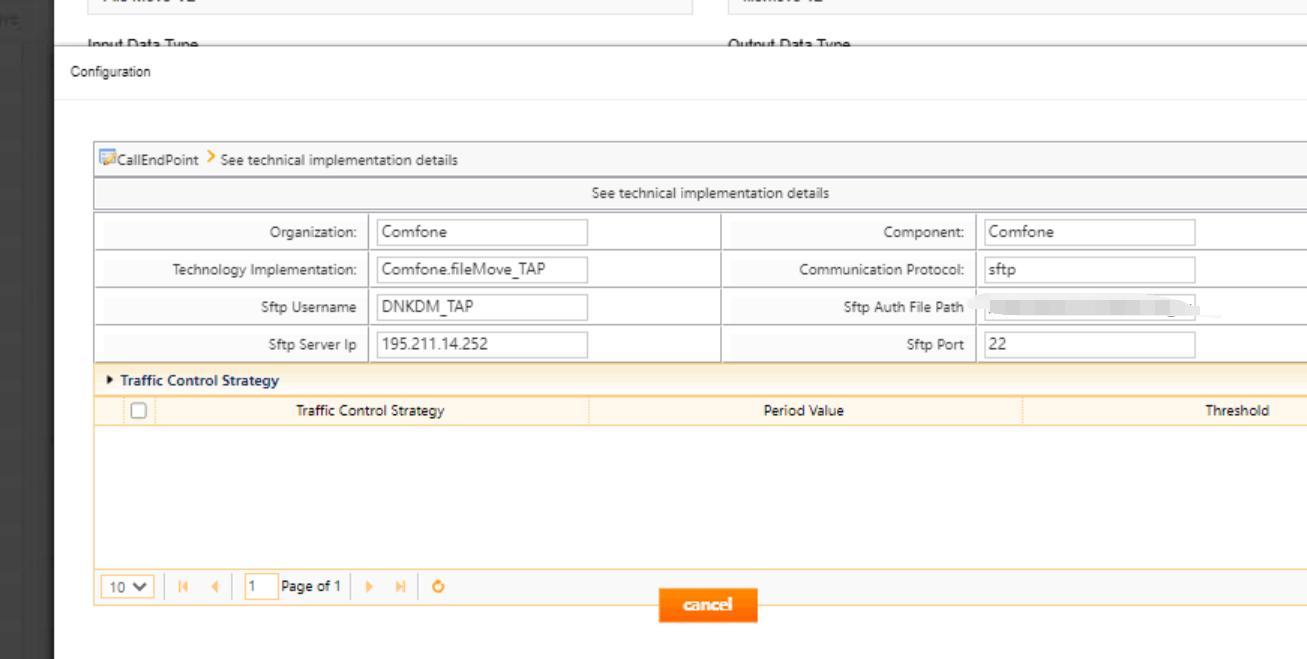 Input Data Type Output Data Type
Configuration
CallEndPoint See technical implementation details
See technical implementation details
Organization: Comfone Component: Comfone
Technology Implementation: Comfone.fileMove_TAP Communication Protocol: sftp
Sftp Username DNKDM_TAP Sftp Auth File Path
Sftp Server Ip 195.211.14.252 Sftp Port 22
Traffic Control Strategy
Traffic Control Strategy Period Value Threshold
10 1 Page of 1
cancel